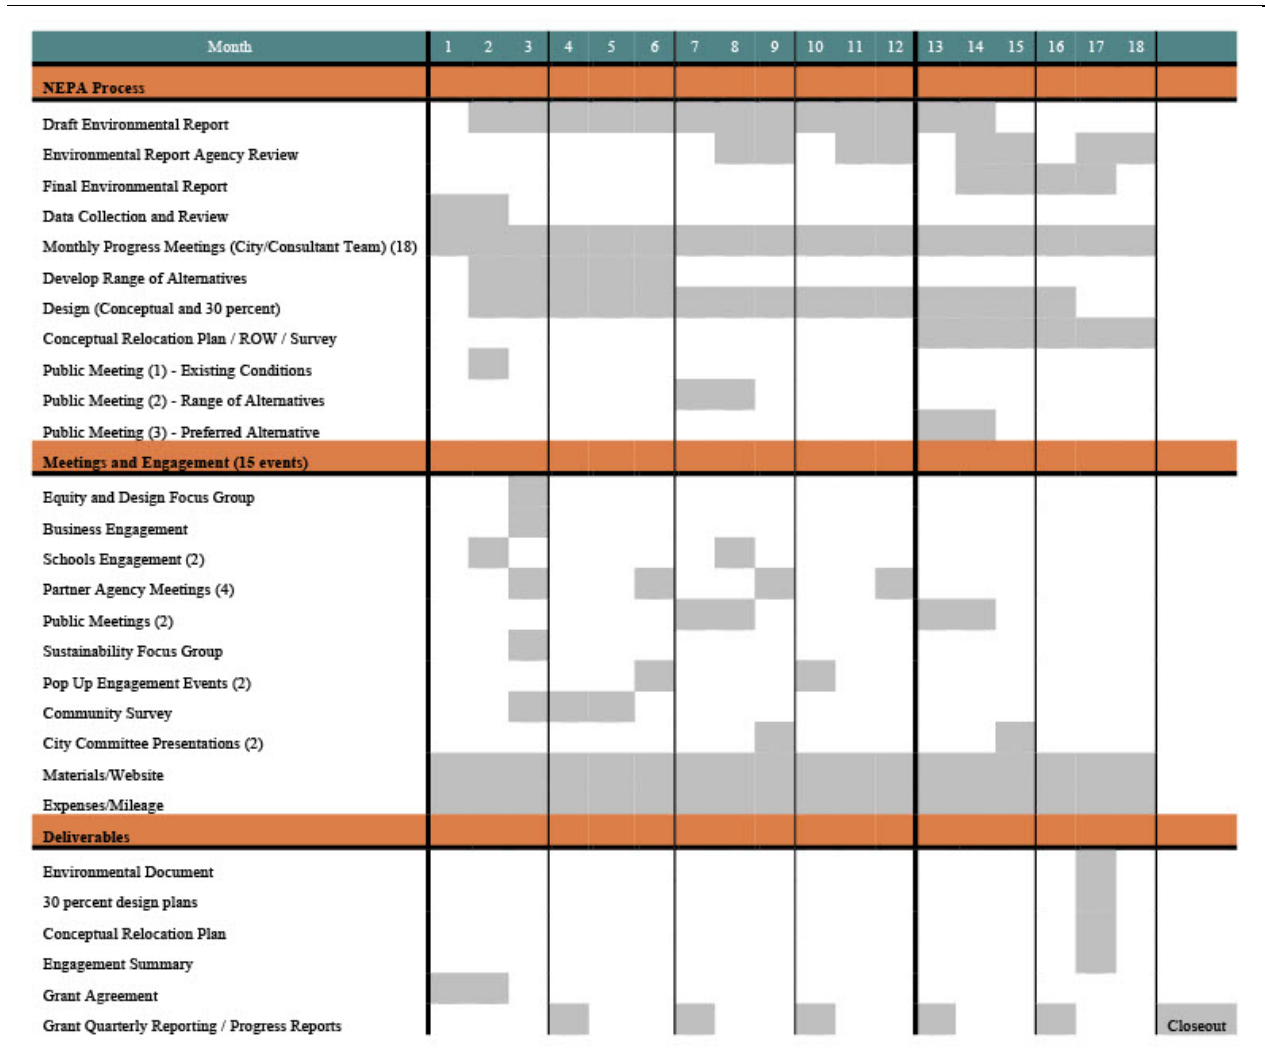 Month 1 2 3 4 5 6 7 8 9 10 11 12 13 14 15 16 17 18
NEPA Process
Draft Environmental Report
Environmental Report Agency Review
Final Environmental Report
Data Collection and Review
Monthly Progress Meetings (City/Consultant Team) (18)
Develop Range of Alternatives
Design (Conceptual and 30 percent)
Conceptual Relocation Plan / ROW / Survey
Public Meeting (1) - Existing Conditions
Public Meeting (2) - Range of Alternatives
Public Meeting (3) - Preferred Alternative
Meetings and Engagement (15 events)
Equity and Design Focus Group
Business Engagement
Schools Engagement (2)
Partner Agency Meetings (4)
Public Meetings (2)
Sustainability Focus Group
Pop Up Engagement Events (2)
Community Survey
City Committee Presentations (2)
Materials/Website
Expenses/Mileage
Deliverables
Environmental Document
30 percent design plans
Conceptual Relocation Plan
Engagement Summary
Grant Agreement
Grant Quarterly Reporting / Progress Reports Closeout